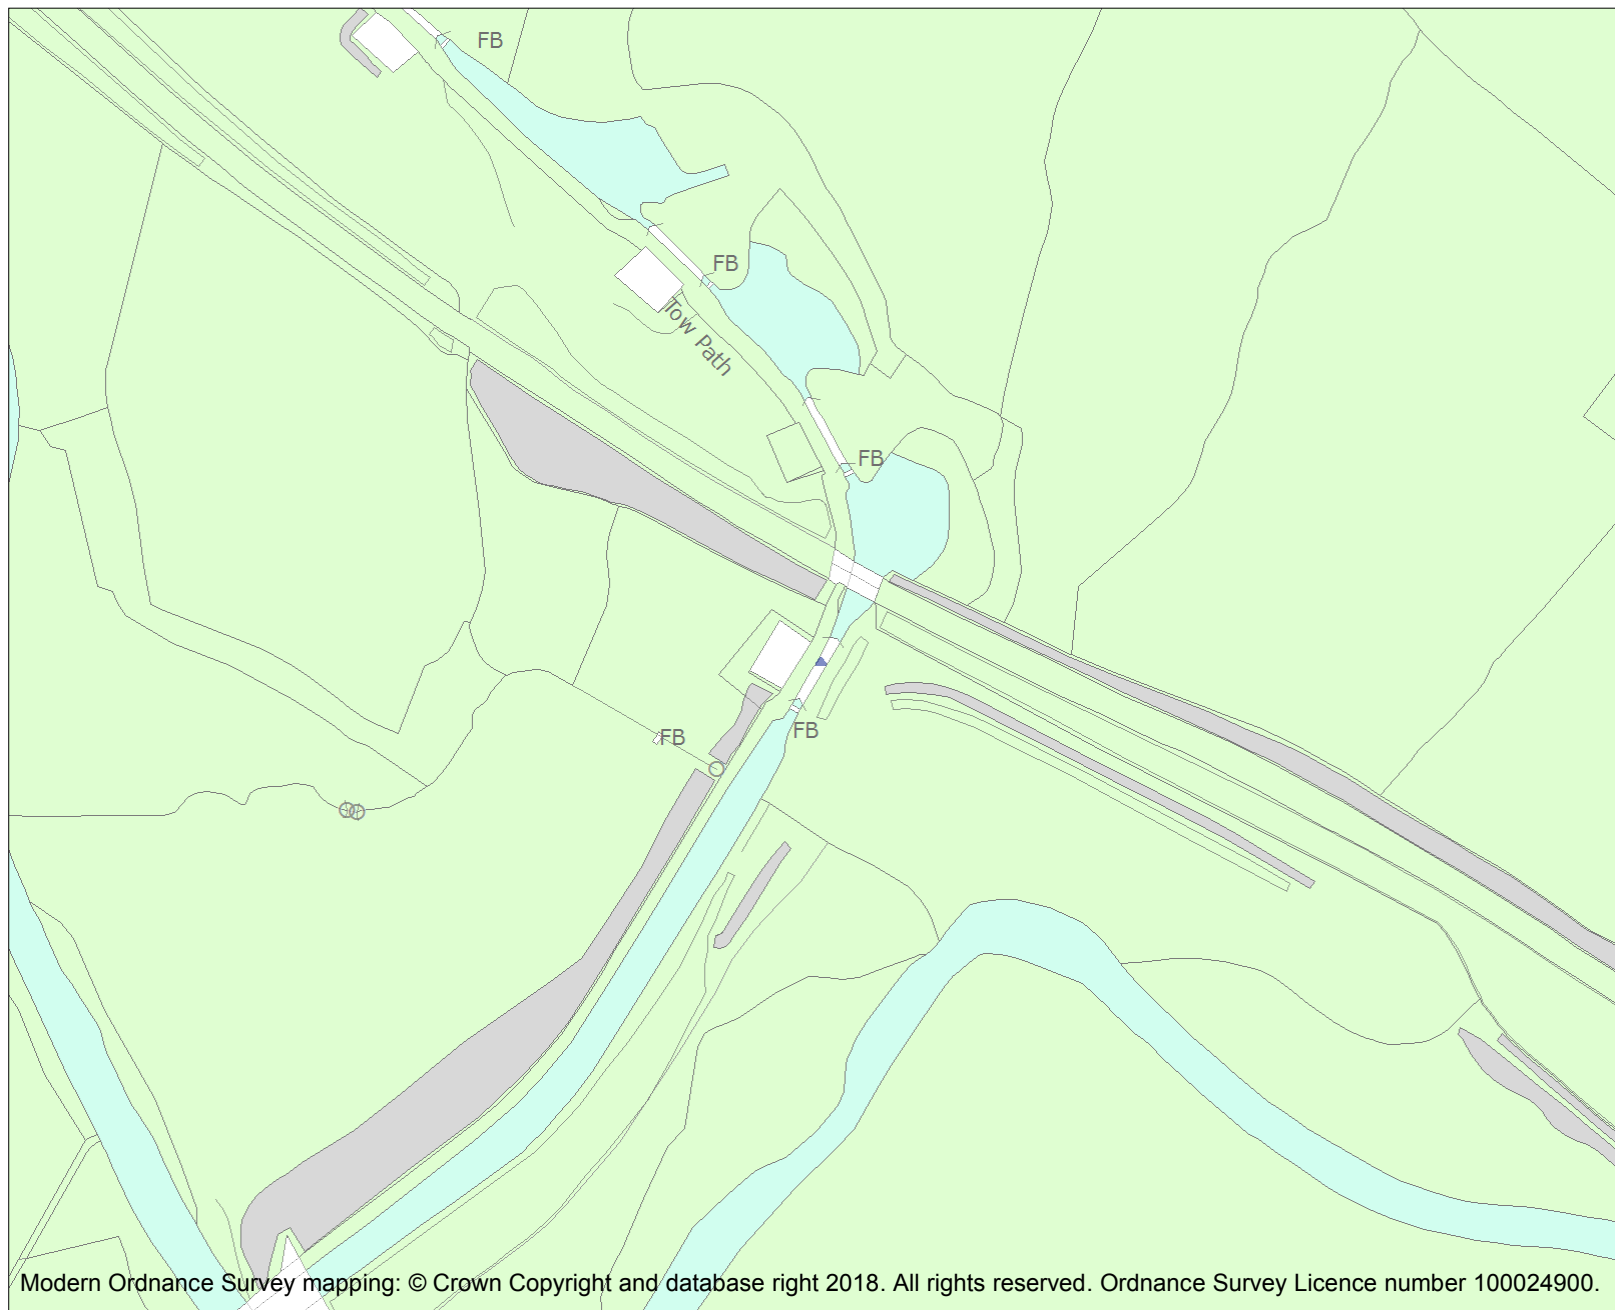 FB
FB
Tow Path
FB
FB
FB
Modern Ordnance Survey mapping: © Crown Copyright and database right 2018. All rights reserved. Ordnance Survey Licence number 100024900.